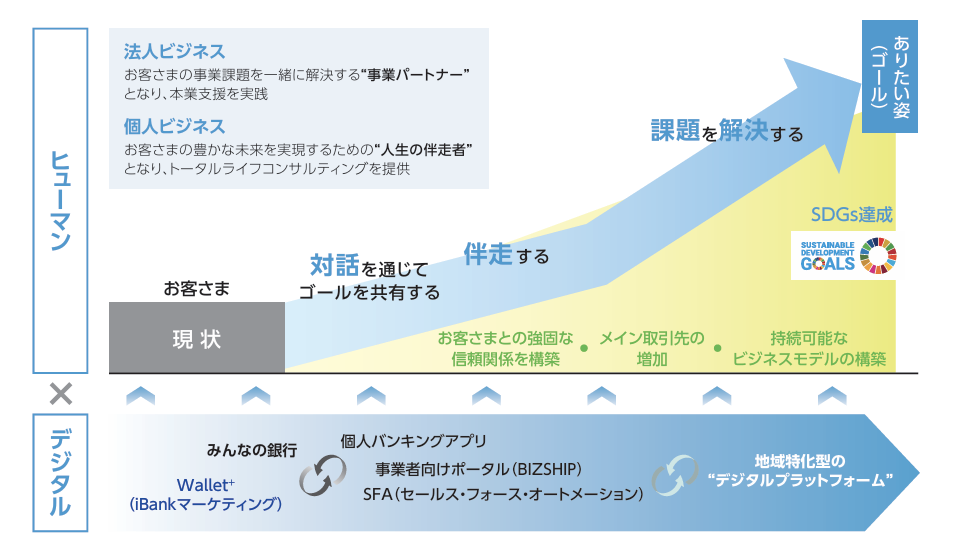 ヒューマン
法人ビジネス
お客さまの事業課題を一緒に解決する“事業パートナー”
となり、本業支援を実践
個人ビジネス
お客さまの豊かな未来を実現するための“人生の伴走者”
となり、トータルライフコンサルティングを提供
ありたい姿
（ゴール）
課題を解決する
SDGs達成
SUSTAINABLE
DEVELOPMENT
GOALS
伴走する
対話を通じて
ゴールを共有する
お客さま
現状
お客さまとの強固な
信頼関係を構築
●
メイン取引先の
増加
●
持続可能な
ビジネスモデルの構築
×
デジタル
みんなの銀行
Wallet+
（iBankマーケティング）
個人バンキングアプリ
事業者向けポータル（BIZSHIP）
SFA（セールス・フォース・オートメーション）
地域特化型の
“デジタルプラットフォーム”